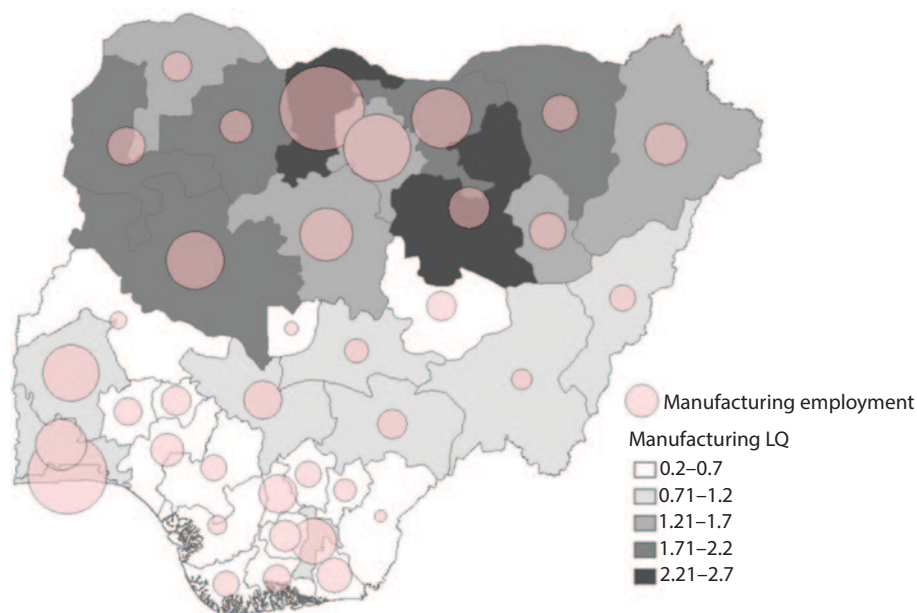 Manufacturing employment
Manufacturing LQ
0.2–0.7
0.71–1.2
1.21–1.7
1.71–2.2
2.21–2.7